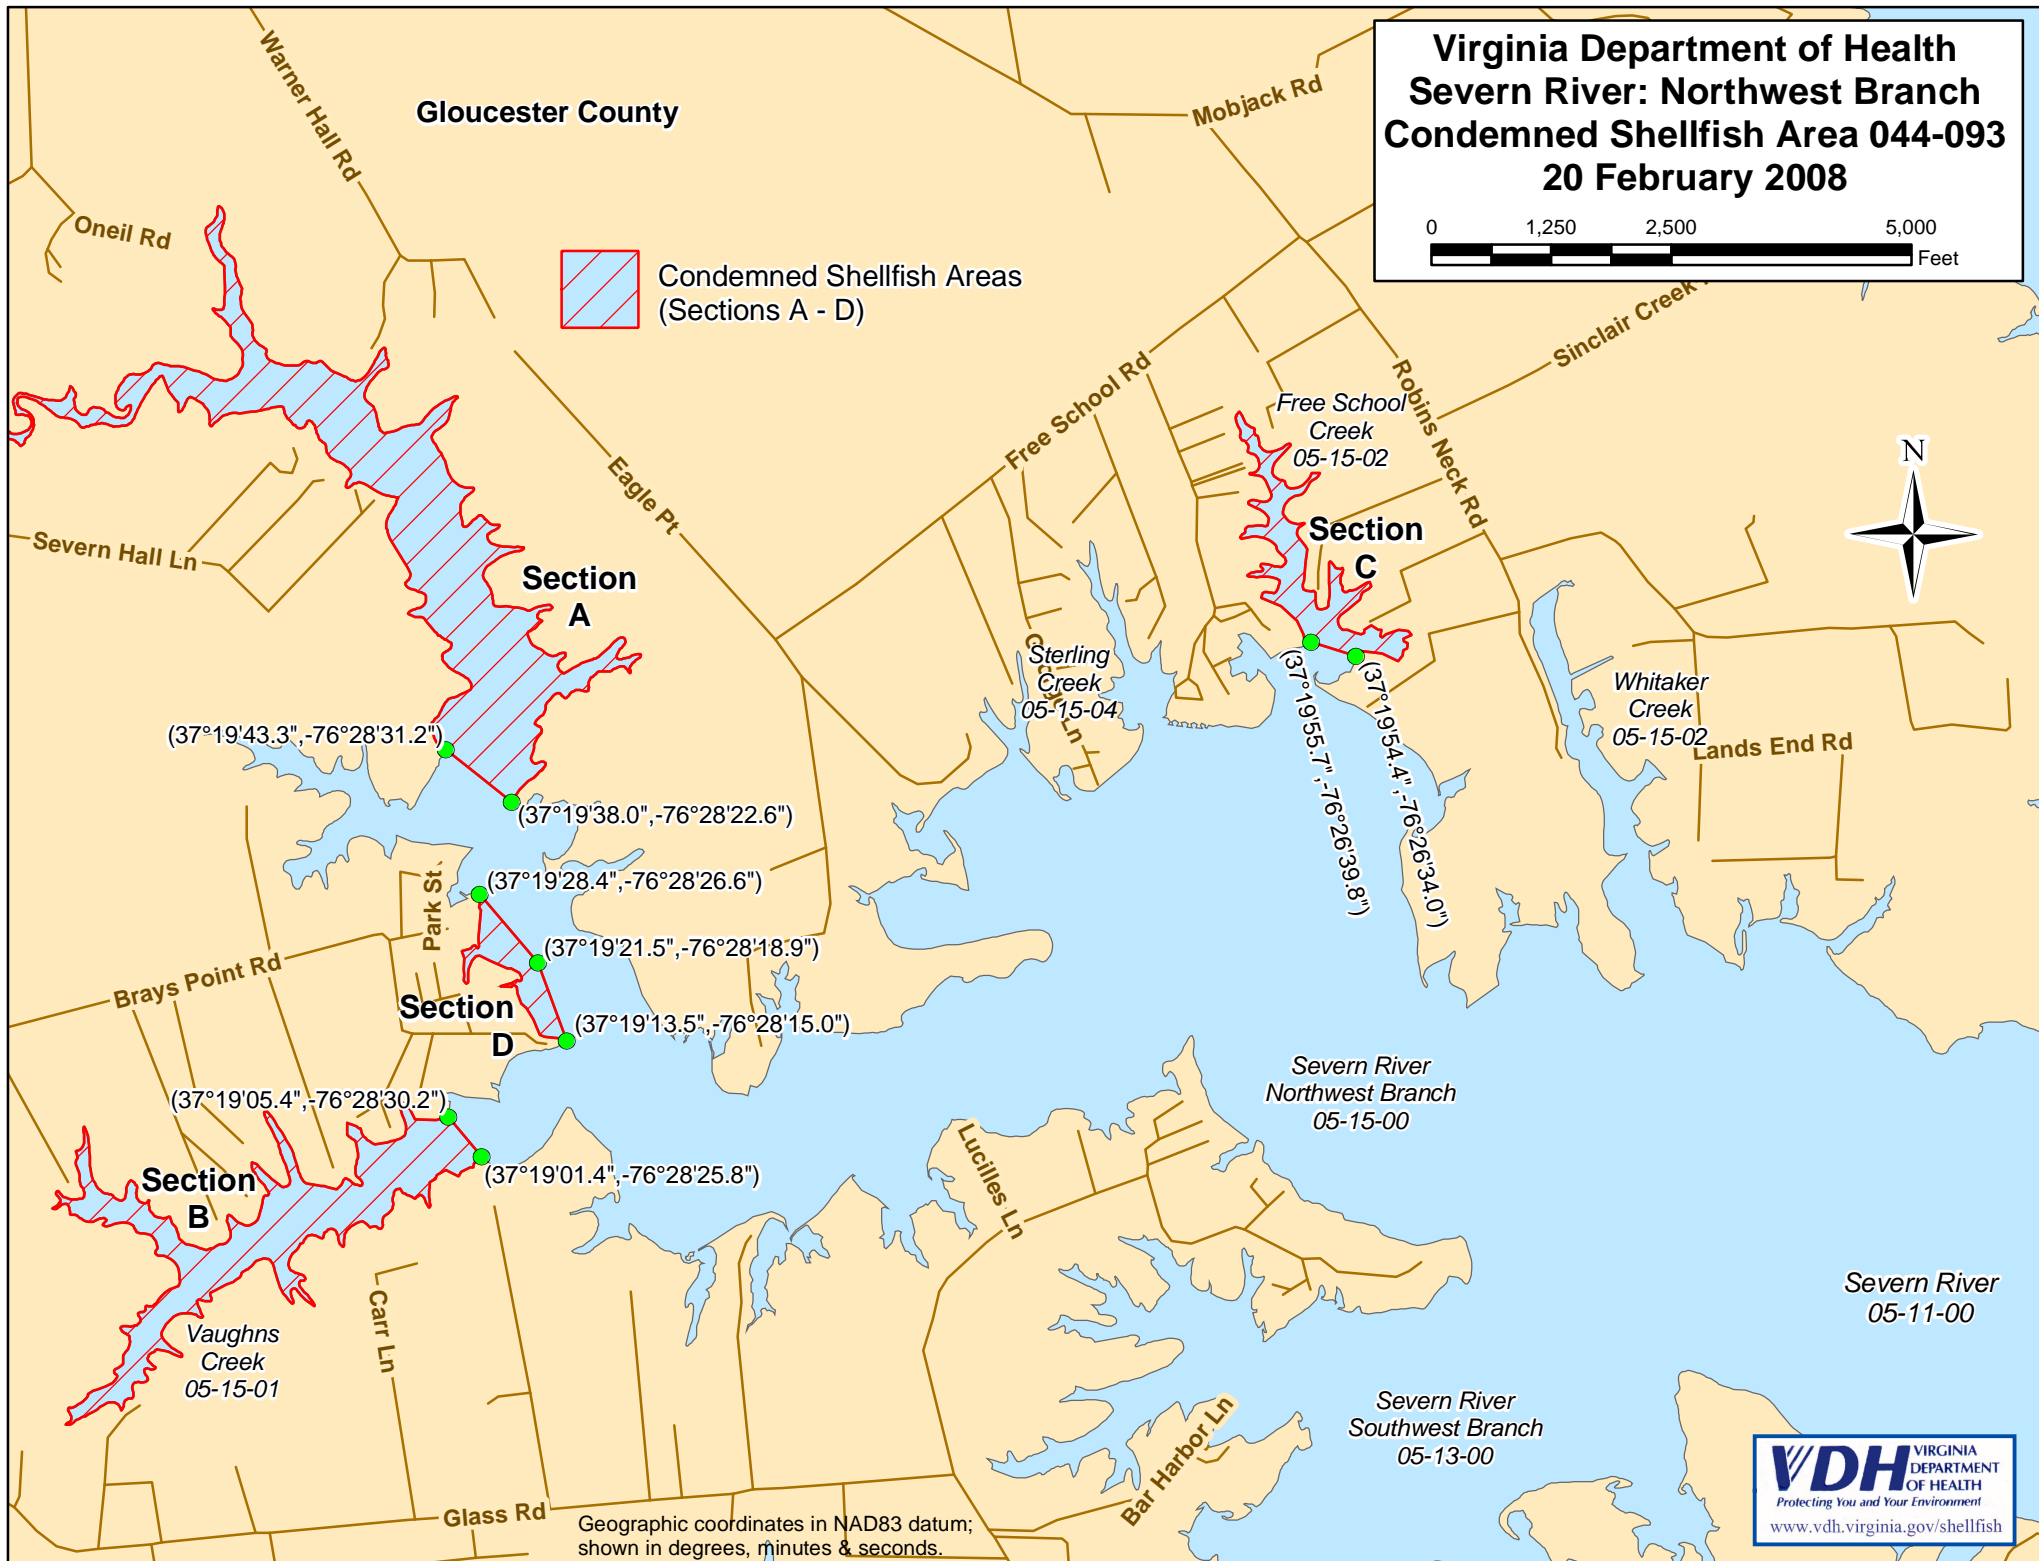 Virginia Department of Health
Severn River: Northwest Branch
Condemned Shellfish Area 044-093
20 February 2008
0 1,250 2,500 5,000
Feet
Gloucester County
Warner Hall Rd
Mobjack Rd
Oneil Rd
Condemned Shellfish Areas
(Sections A - D)
Sinclair Creek
Free School Rd
Robins Neck Rd
Free School
Creek
05-15-02
N
Eagle Pt
Severn Hall Ln
Section
A
Section
C
Sterling
Creek
05-15-04
Whitaker
Creek
05-15-02
Lands End Rd
(37°19'43.3",-76°28'31.2")
(37°19'38.0",-76°28'22.6")
(37°19'55.7",-76°26'39.8")
(37°19'54.4",-76°26'34.0")
Park St
(37°19'28.4",-76°28'26.6")
(37°19'21.5",-76°28'18.9")
Brays Point Rd
Section
D
(37°19'13.5",-76°28'15.0")
Severn River
Northwest Branch
05-15-00
(37°19'05.4",-76°28'30.2")
(37°19'01.4",-76°28'25.8")
Section
B
Lucilles Ln
Severn River
05-11-00
Carr Ln
Vaughns
Creek
05-15-01
Severn River
Southwest Branch
05-13-00
Bar Harbor Ln
Glass Rd
Geographic coordinates in NAD83 datum;
shown in degrees, minutes & seconds.
VDH
VIRGINIA
DEPARTMENT
OF HEALTH
Protecting You and Your Environment
www.vdh.virginia.gov/shellfish